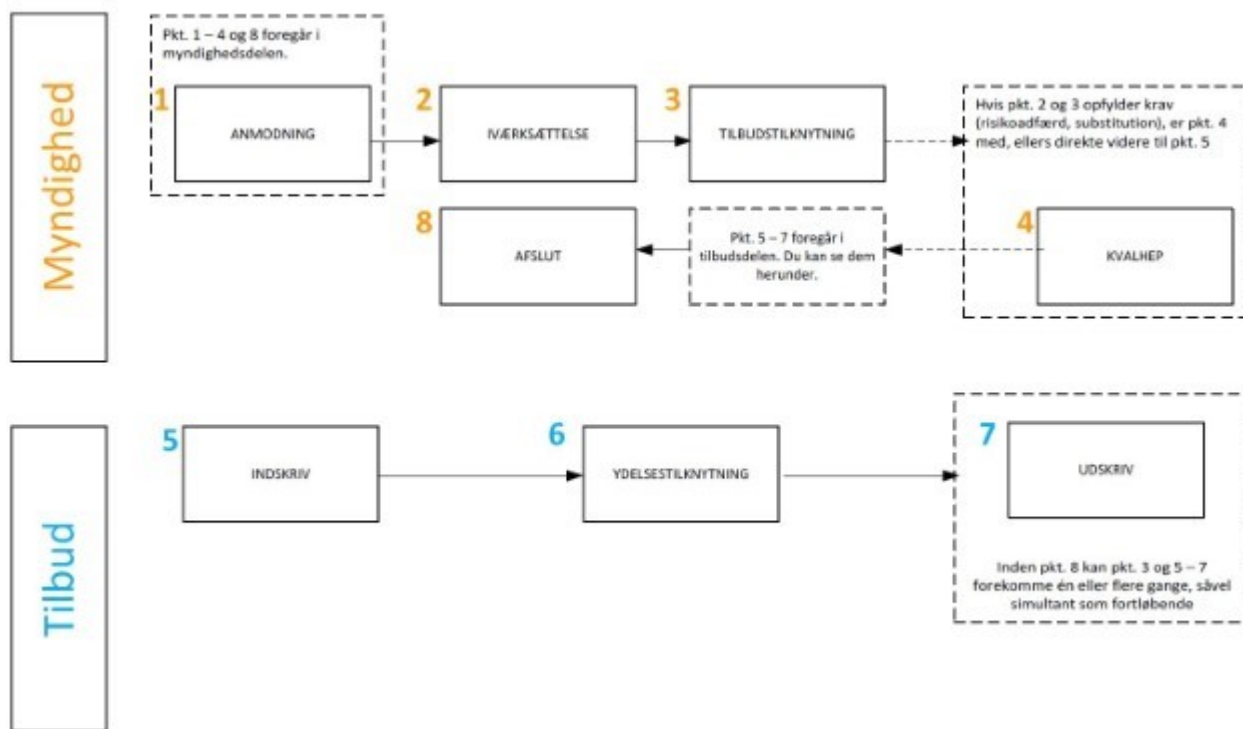 Myndighed
Pkt. 1 – 4 og 8 foregår i
myndighedsdelen.
1
ANMODNING
2
IVÆRKSÆTTELSE
3
TILBUDSTILKNYTNING
Hvis pkt. 2 og 3 opfylder krav
(risikoadfærd, substitution), er pkt. 4
med, ellers direkte videre til pkt. 5
4
KVALHEP
Pkt. 5 – 7 foregår i
tilbudsdelen. Du kan se dem
herunder.
8
AFSLUT
Tilbud
5
INDSKRIV
6
YDELSESTILKNYTNING
7
UDSKRIV
Inden pkt. 8 kan pkt. 3 og 5 – 7
forekomme én eller flere gange, såvel
simultant som fortløbende